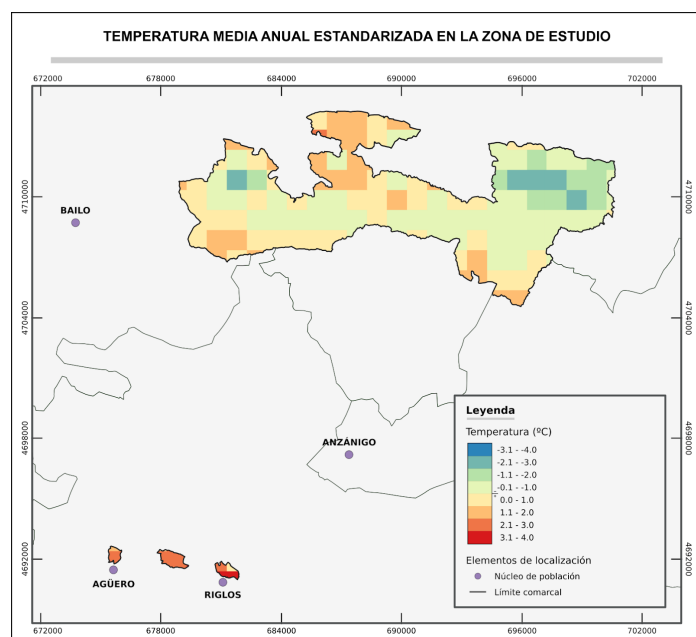 TEMPERATURA MEDIA ANUAL ESTANDARIZADA EN LA ZONA DE ESTUDIO
672000 678000 684000 690000 696000 702000
4710000 4710000
BAILO
4704000 4704000
ANZÁNIGO
4698000 4698000
Leyenda
Temperatura (ºC)
-3.1 - -4.0
-2.1 - -3.0
-1.1 - -2.0
-0.1 - -1.0
÷
0.0 - 1.0
1.1 - 2.0
2.1 - 3.0
3.1 - 4.0
Elementos de localización
Núcleo de población
Límite comarcal
4692000 4692000
AGÜERO
RIGLOS
672000 678000 684000 690000 696000 702000